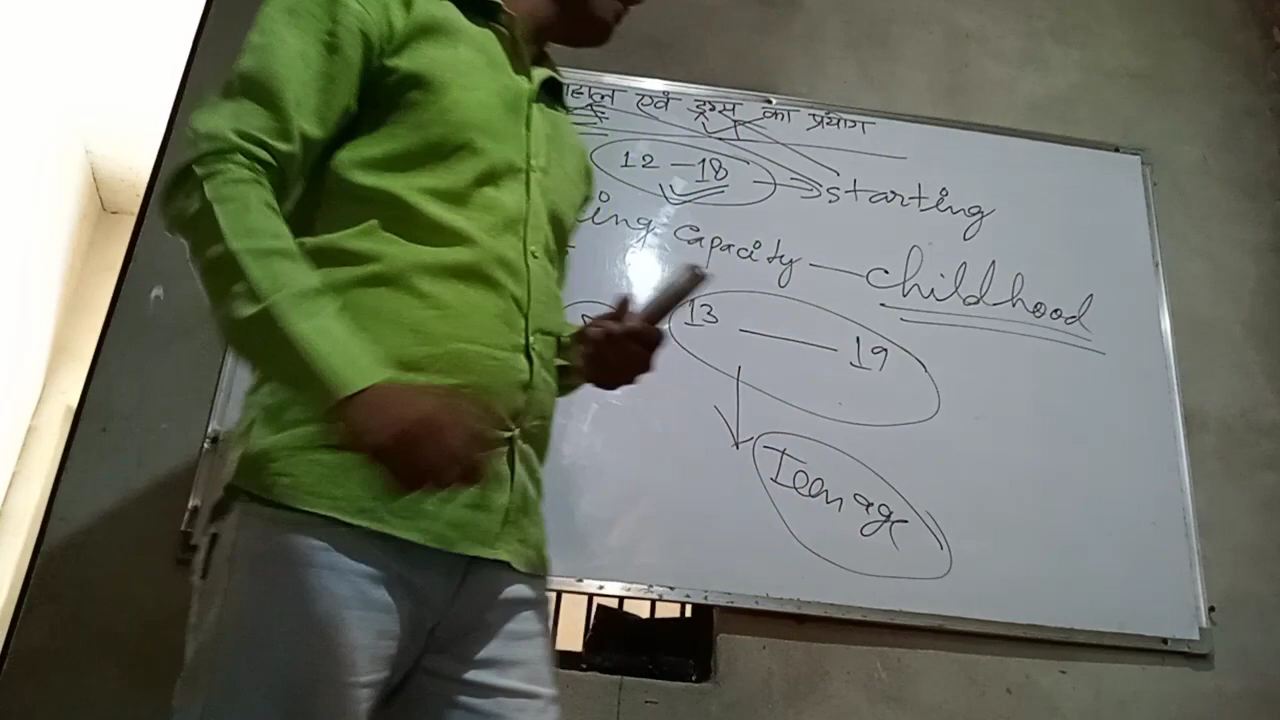 एवं ड्रग्स का प्रयोग
12 – 18 → starting
Capacity — childhood
13 — 19
Teenage